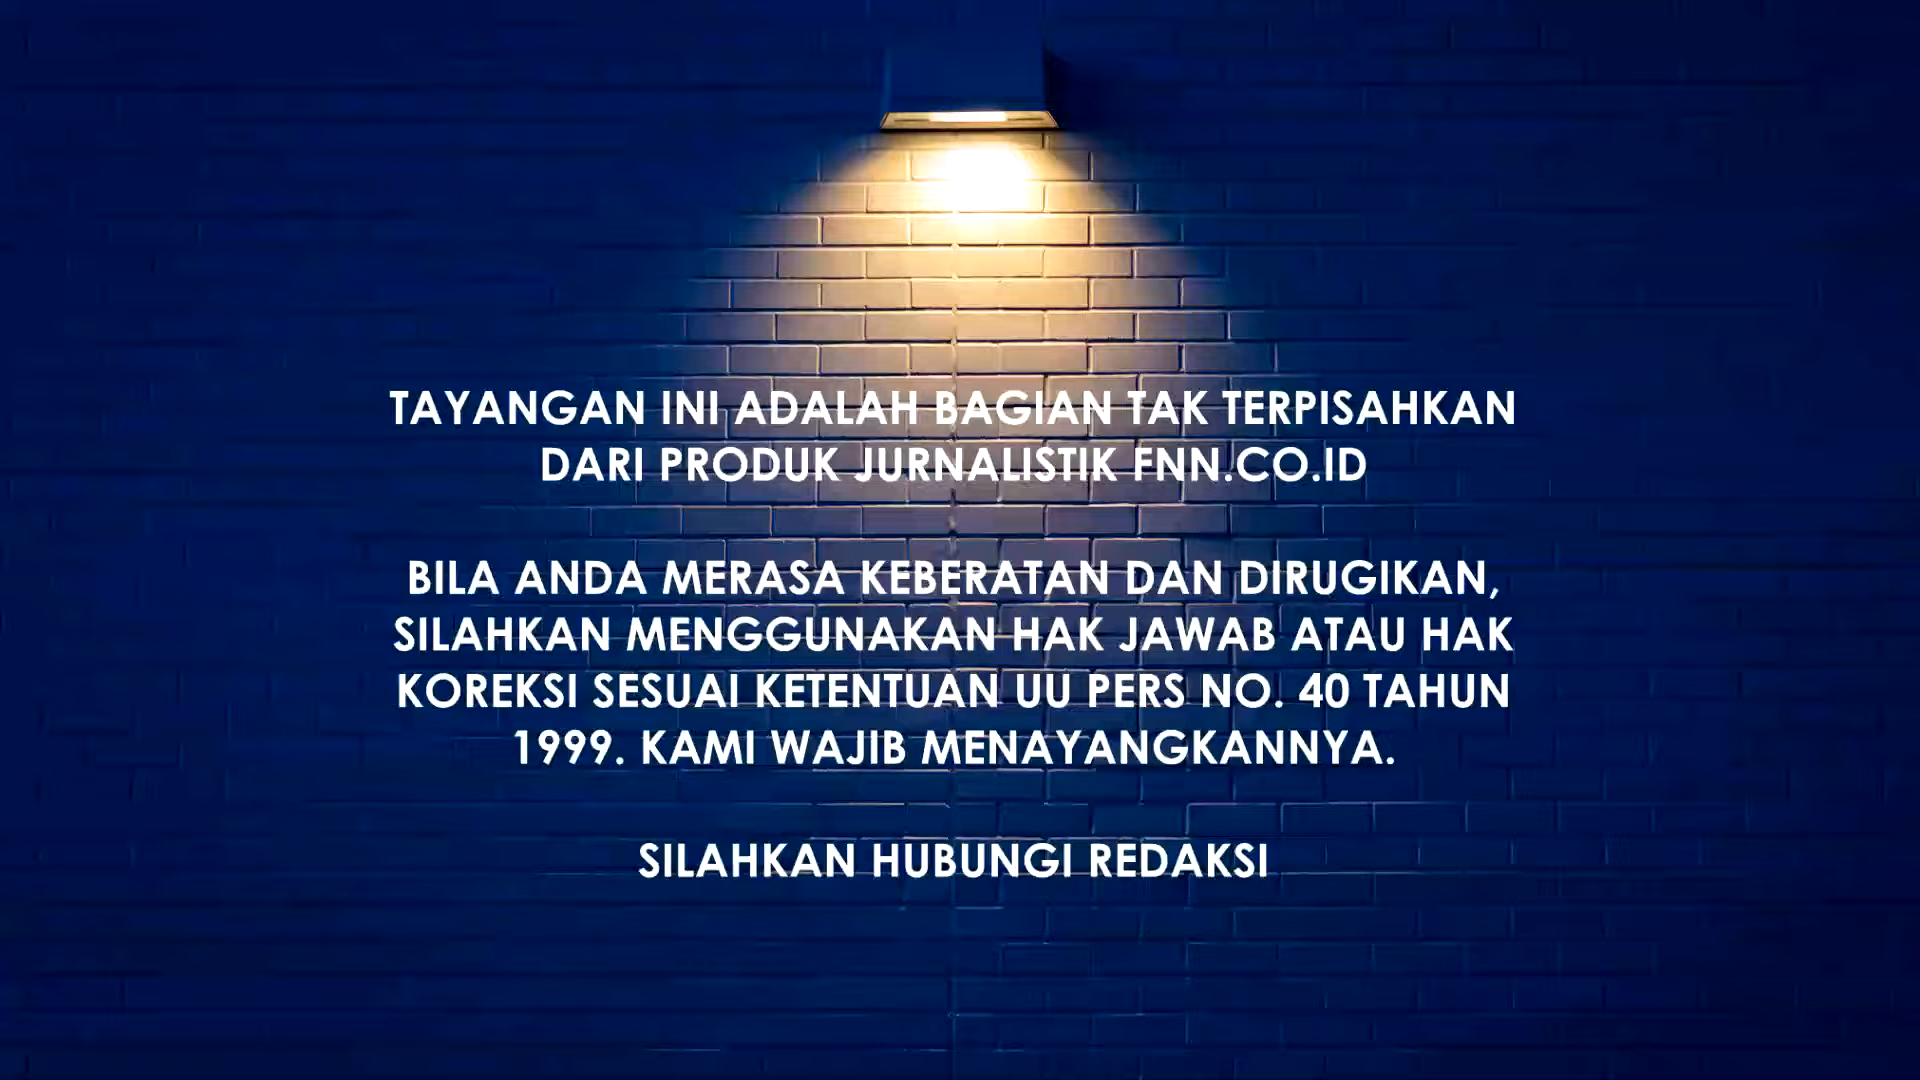 TAYANGAN INI ADALAH BAGIAN TAK TERPISAHKAN
DARI PRODUK JURNALISTIK FNN.CO.ID
BILA ANDA MERASA KEBERATAN DAN DIRUGIKAN,
SILAHKAN MENGGUNAKAN HAK JAWAB ATAU HAK
KOREKSI SESUAI KETENTUAN UU PERS NO. 40 TAHUN
1999. KAMI WAJIB MENAYANGKANNYA.
SILAHKAN HUBUNGI REDAKSI